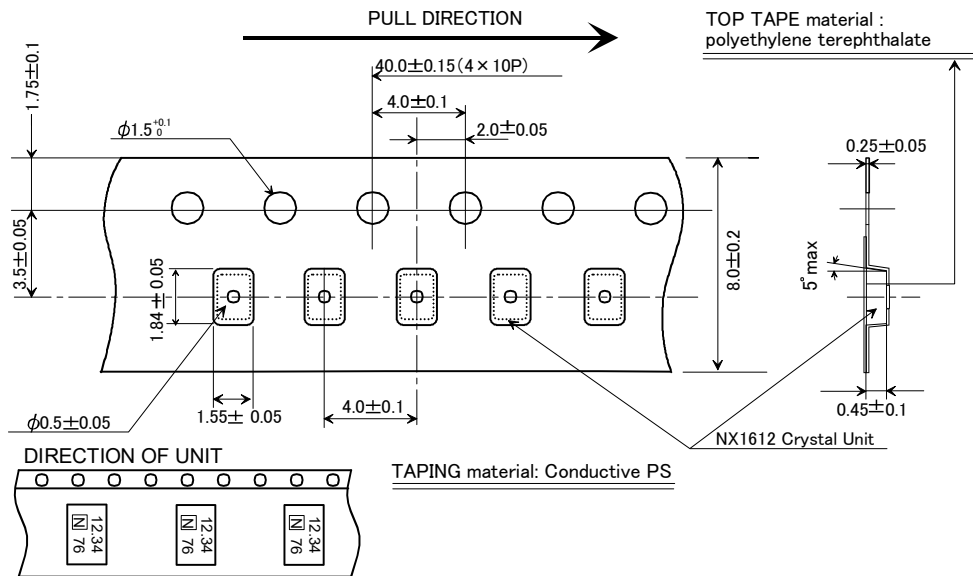 PULL DIRECTION
TOP TAPE material :
polyethylene terephthalate
40.0±0.15(4×10P)
1.75±0.1
4.0±0.1
φ1.5 +0.1 0
2.0±0.05
0.25±0.05
3.5±0.05
8.0±0.2
1.84± 0.05
5°max
φ0.5±0.05
1.55± 0.05
4.0±0.1
0.45±0.1
NX1612 Crystal Unit
DIRECTION OF UNIT
TAPING material: Conductive PS
12.34
N 76
12.34
N 76
12.34
N 76